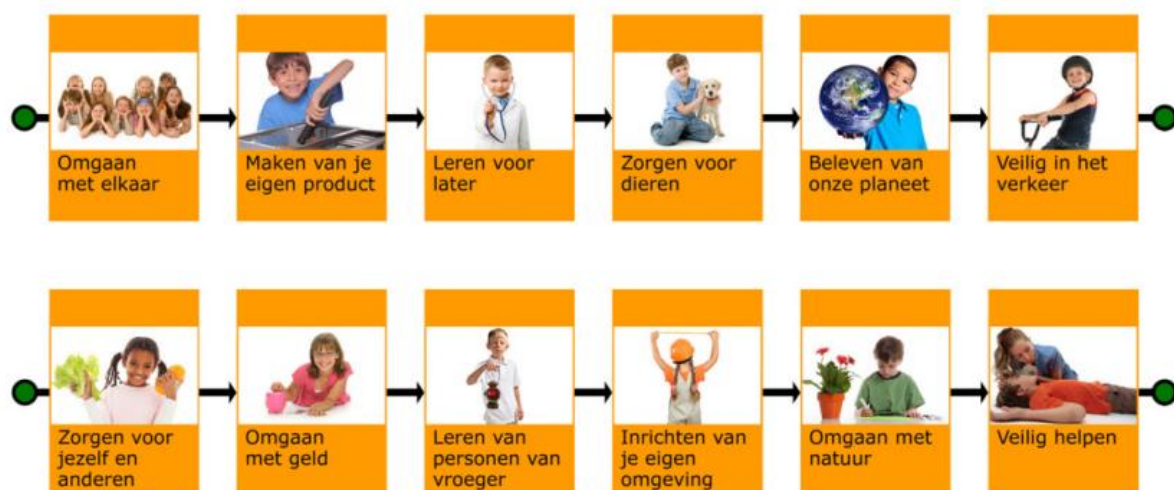 Omgaan
met elkaar
Maken van je
eigen product
Leren voor
later
Zorgen voor
dieren
Beleven van
onze planeet
Veilig in het
verkeer
Zorgen voor
jezelf en
anderen
Omgaan
met geld
Leren van
personen van
vroeger
Inrichten van
je eigen
omgeving
Omgaan met
natuur
Veilig helpen